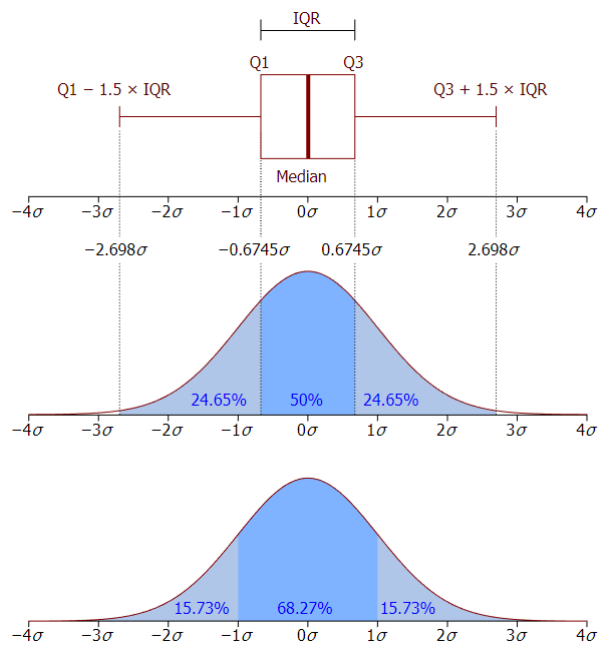 IQR
Q1 Q3
Q1 − 1.5 × IQR Q3 + 1.5 × IQR
Median
−4σ −3σ −2σ −1σ 0σ 1σ 2σ 3σ 4σ
−2.698σ −0.6745σ 0.6745σ 2.698σ
24.65% 50% 24.65%
−4σ −3σ −2σ −1σ 0σ 1σ 2σ 3σ 4σ
15.73% 68.27% 15.73%
−4σ −3σ −2σ −1σ 0σ 1σ 2σ 3σ 4σ